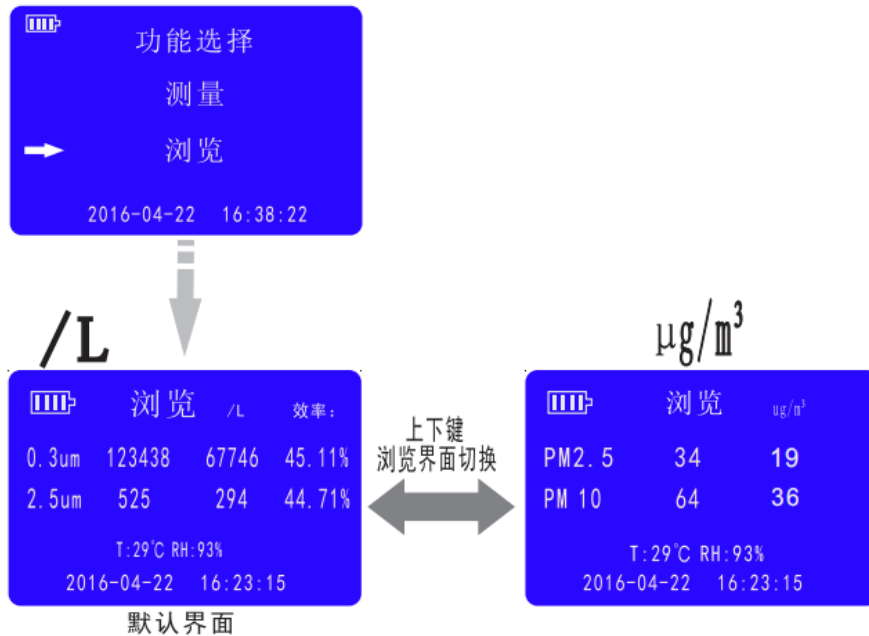 功能选择
测量
浏览
2016-04-22 16:38:22
/L
浏览 /L 效率:
0.3um 123438 67746 45.11%
2.5um 525 294 44.71%
T:29℃ RH:93%
2016-04-22 16:23:15
默认界面
上下键
浏览界面切换
μg/m³
浏览 ug/m³
PM2.5 34 19
PM 10 64 36
T:29℃ RH:93%
2016-04-22 16:23:15